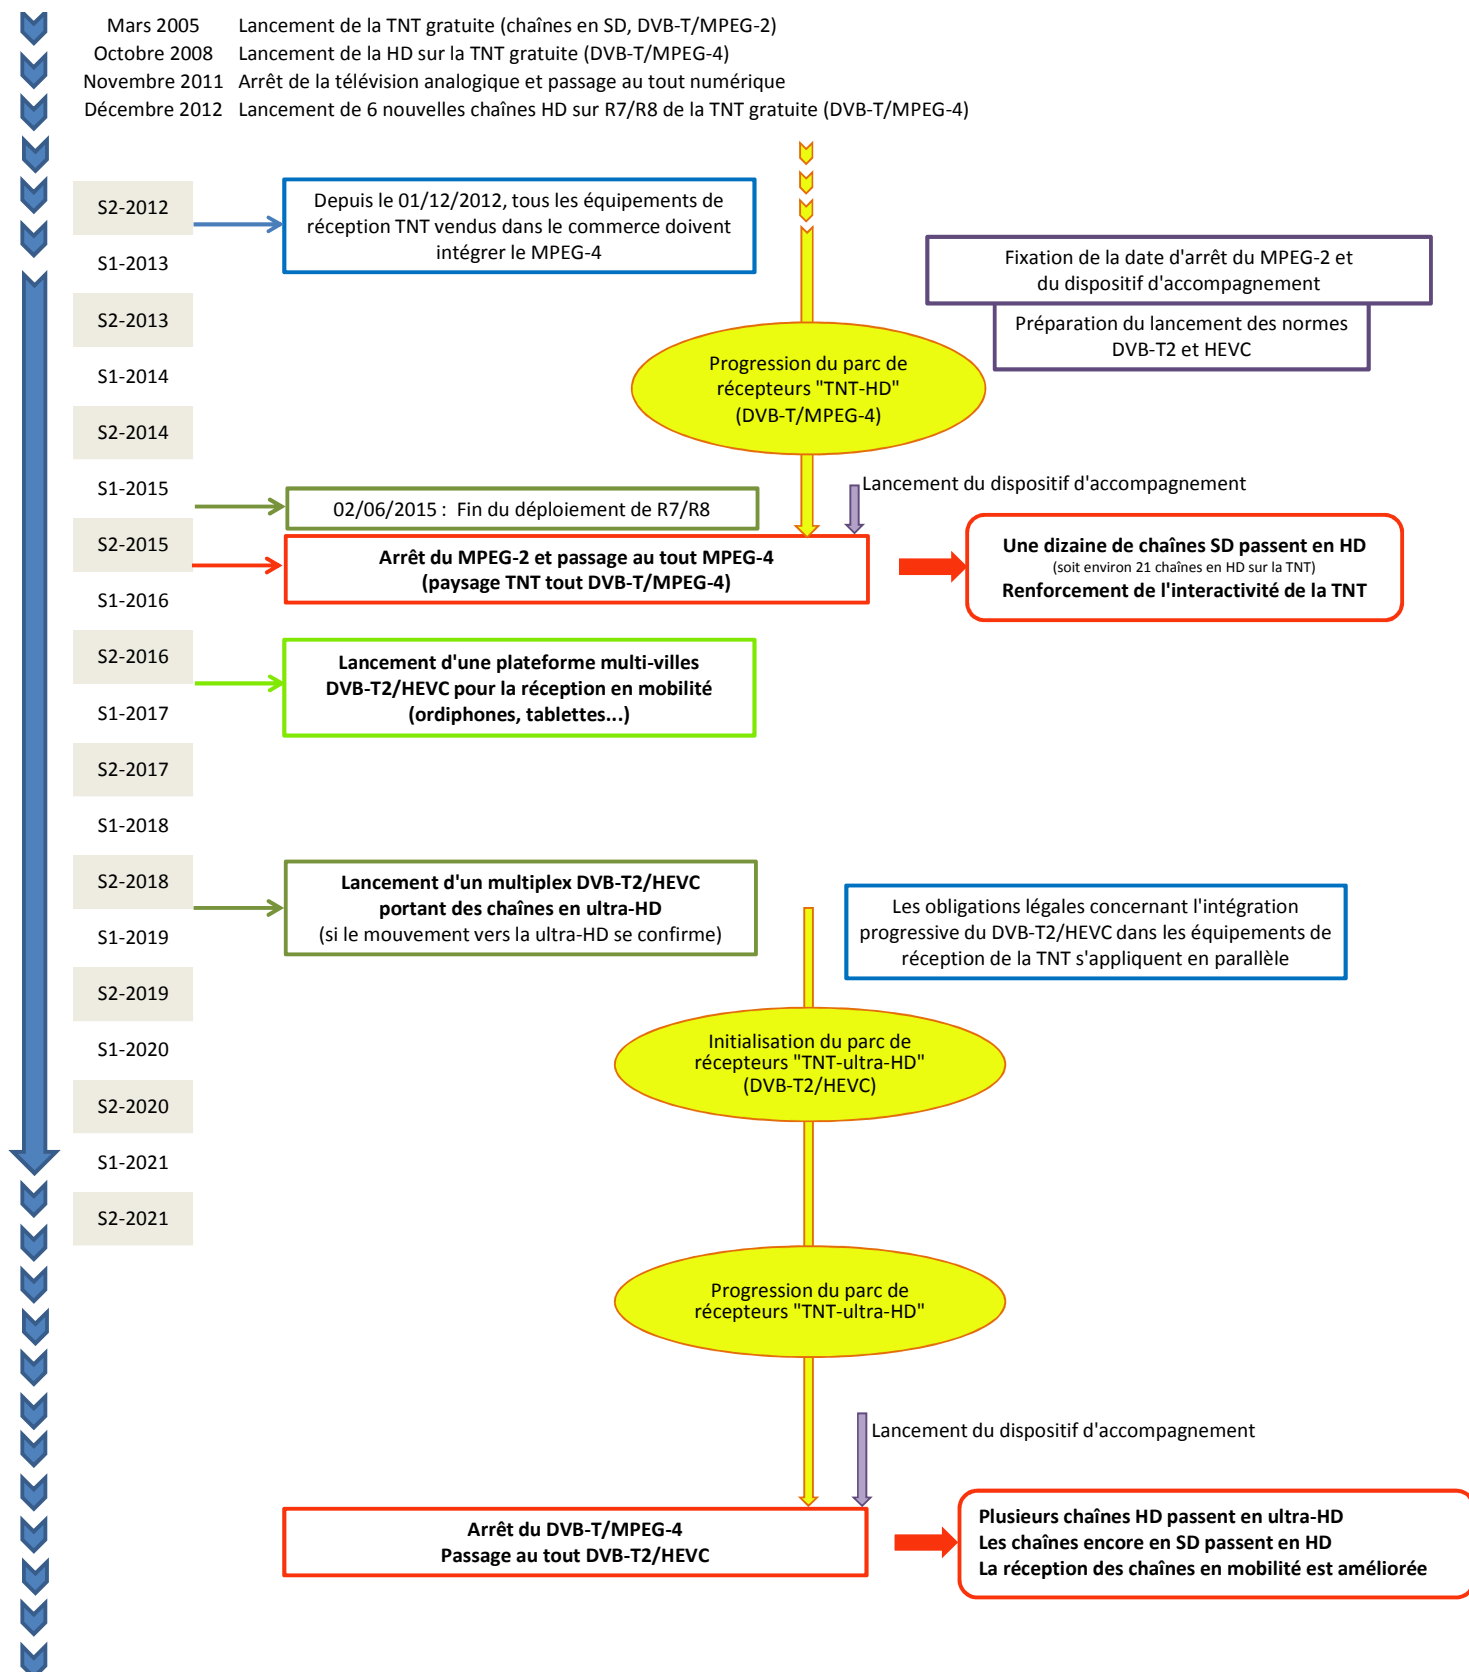 Mars 2005 Lancement de la TNT gratuite (chaînes en SD, DVB-T/MPEG-2)
Octobre 2008 Lancement de la HD sur la TNT gratuite (DVB-T/MPEG-4)
Novembre 2011 Arrêt de la télévision analogique et passage au tout numérique
Décembre 2012 Lancement de 6 nouvelles chaînes HD sur R7/R8 de la TNT gratuite (DVB-T/MPEG-4)
S2-2012
Depuis le 01/12/2012, tous les équipements de
réception TNT vendus dans le commerce doivent
intégrer le MPEG-4
S1-2013
Fixation de la date d'arrêt du MPEG-2 et
du dispositif d'accompagnement
S2-2013
Préparation du lancement des normes
DVB-T2 et HEVC
S1-2014
Progression du parc de
récepteurs "TNT-HD"
(DVB-T/MPEG-4)
S2-2014
S1-2015
Lancement du dispositif d'accompagnement
02/06/2015 : Fin du déploiement de R7/R8
S2-2015
Arrêt du MPEG-2 et passage au tout MPEG-4
(paysage TNT tout DVB-T/MPEG-4)
Une dizaine de chaînes SD passent en HD
(soit environ 21 chaînes en HD sur la TNT)
Renforcement de l'interactivité de la TNT
S1-2016
S2-2016
Lancement d'une plateforme multi-villes
DVB-T2/HEVC pour la réception en mobilité
(ordiphones, tablettes...)
S1-2017
S2-2017
S1-2018
S2-2018
Lancement d'un multiplex DVB-T2/HEVC
portant des chaînes en ultra-HD
(si le mouvement vers la ultra-HD se confirme)
Les obligations légales concernant l'intégration
progressive du DVB-T2/HEVC dans les équipements de
réception de la TNT s'appliquent en parallèle
S1-2019
S2-2019
S1-2020
Initialisation du parc de
récepteurs "TNT-ultra-HD"
(DVB-T2/HEVC)
S2-2020
S1-2021
S2-2021
Progression du parc de
récepteurs "TNT-ultra-HD"
Lancement du dispositif d'accompagnement
Arrêt du DVB-T/MPEG-4
Passage au tout DVB-T2/HEVC
Plusieurs chaînes HD passent en ultra-HD
Les chaînes encore en SD passent en HD
La réception des chaînes en mobilité est améliorée